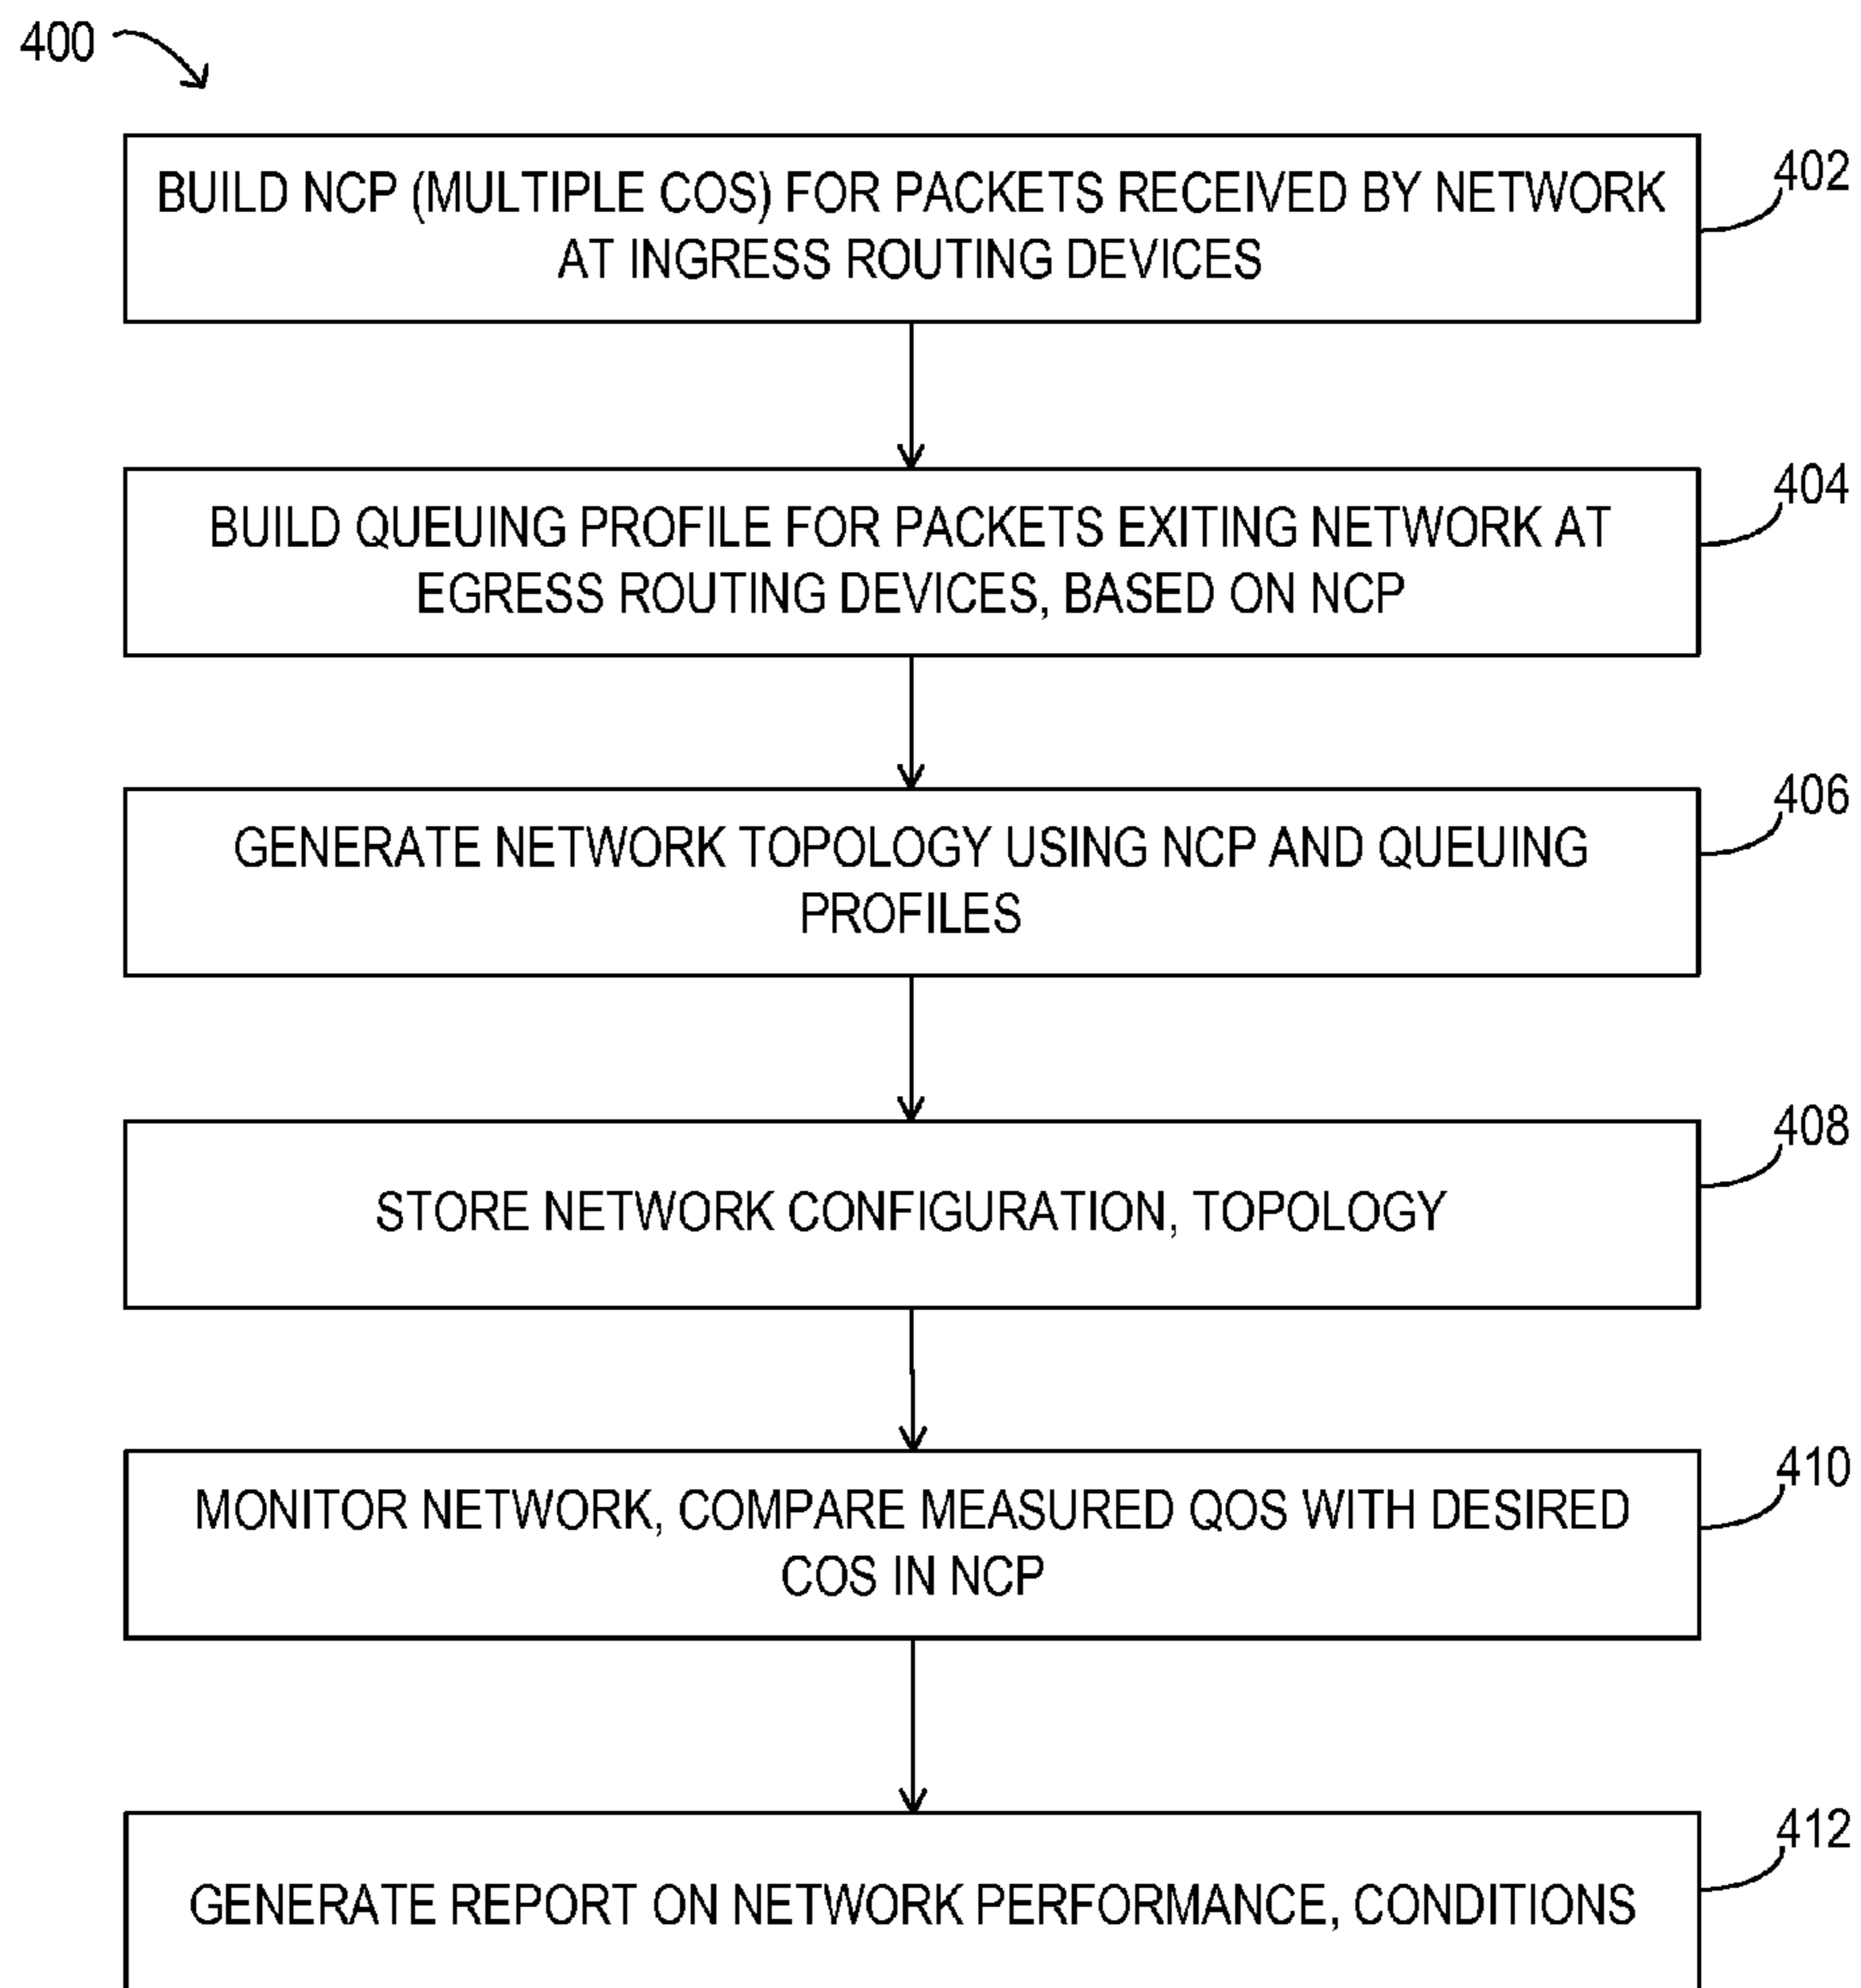 400
BUILD NCP (MULTIPLE COS) FOR PACKETS RECEIVED BY NETWORK
AT INGRESS ROUTING DEVICES
402
BUILD QUEUING PROFILE FOR PACKETS EXITING NETWORK AT
EGRESS ROUTING DEVICES, BASED ON NCP
404
GENERATE NETWORK TOPOLOGY USING NCP AND QUEUING
PROFILES
406
STORE NETWORK CONFIGURATION, TOPOLOGY
408
MONITOR NETWORK, COMPARE MEASURED QOS WITH DESIRED
COS IN NCP
410
GENERATE REPORT ON NETWORK PERFORMANCE, CONDITIONS
412